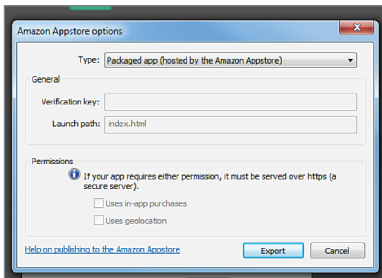 Amazon Appstore options
Type: Packaged app (hosted by the Amazon Appstore)
General
Verification key:
Launch path: index.html
Permissions
If your app requires either permission, it must be served over https (a
secure server).
Uses in-app purchases
Uses geolocation
Help on publishing to the Amazon Appstore
Export
Cancel